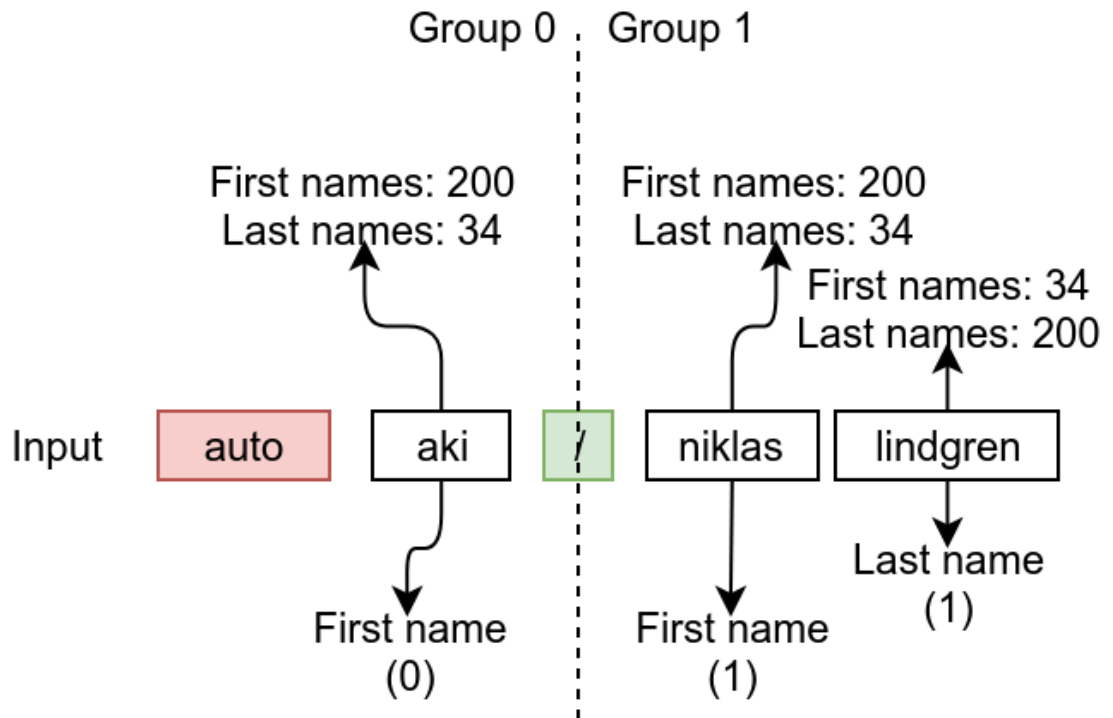 Group 0
Group 1
First names: 200
Last names: 34
First names: 200
Last names: 34
First names: 34
Last names: 200
Input
auto
aki
/
niklas
lindgren
First name
(0)
First name
(1)
Last name
(1)